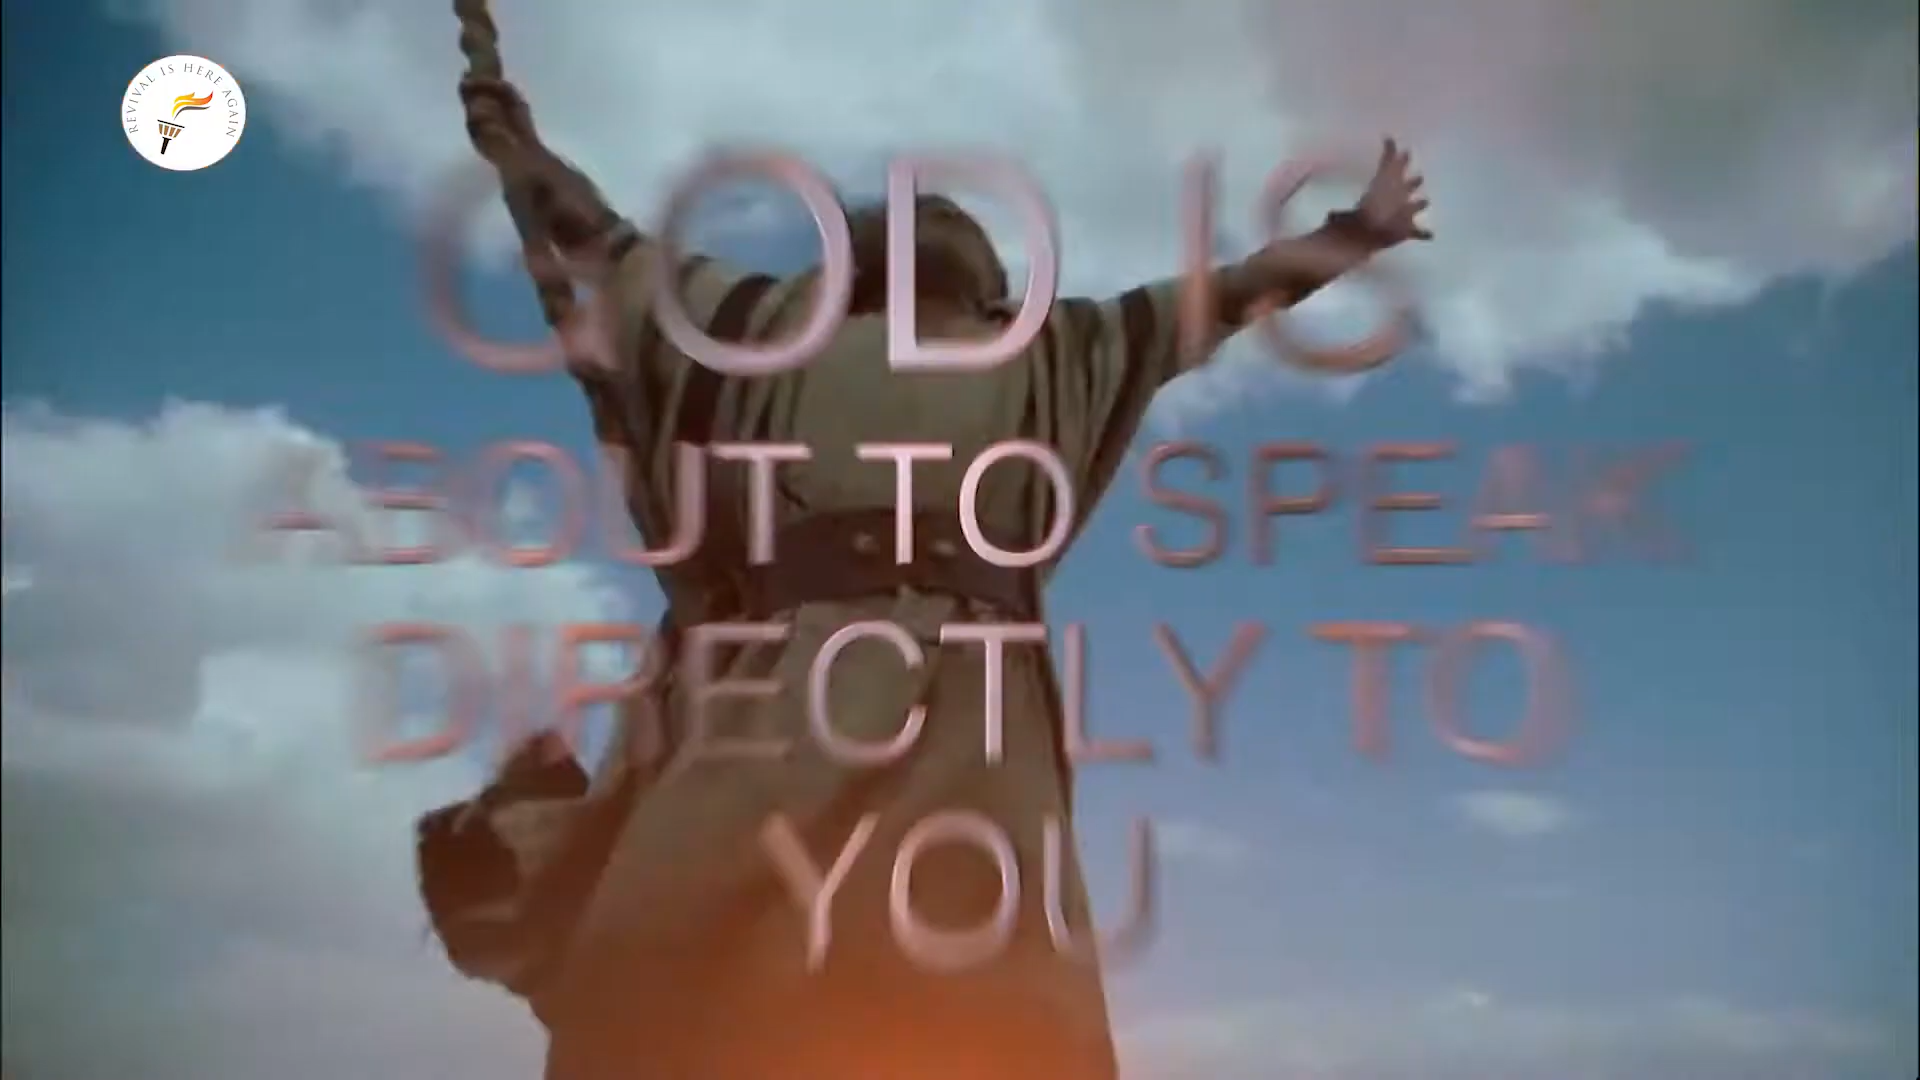 REVIVAL IS HERE AGAIN
GOD IS
ABOUT TO SPEAK
DIRECTLY TO
YOU